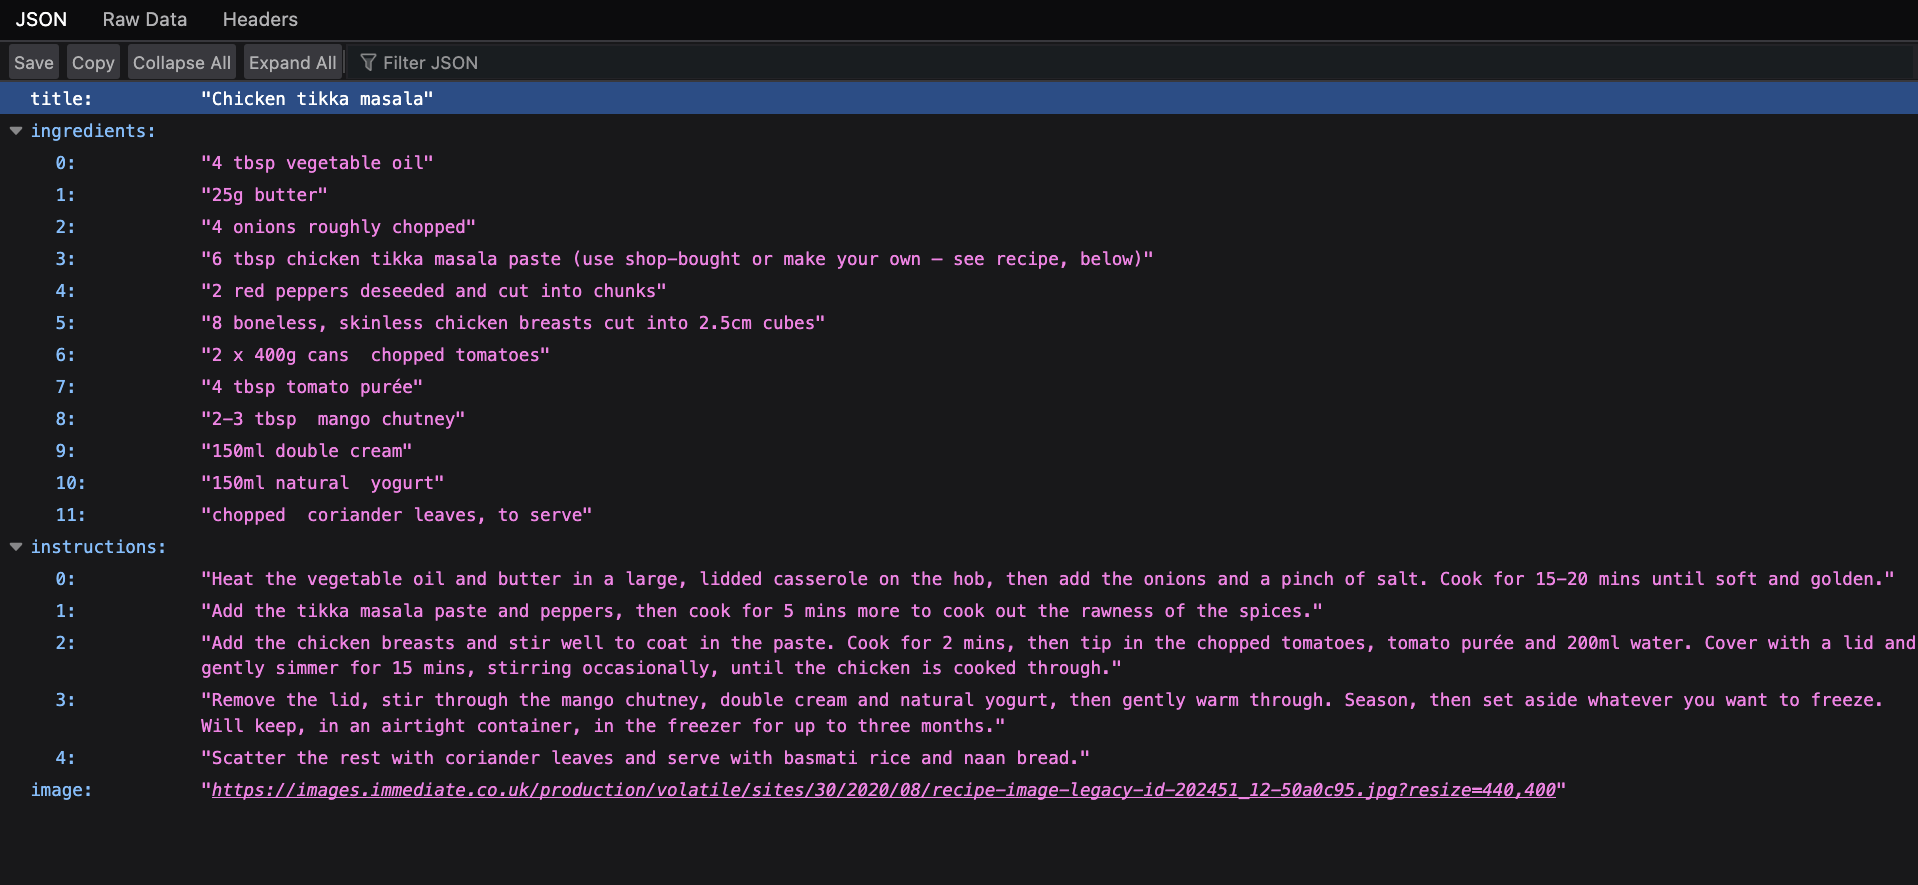 JSON Raw Data Headers
Save Copy Collapse All Expand All Filter JSON
title: "Chicken tikka masala"
ingredients:
0: "4 tbsp vegetable oil"
1: "25g butter"
2: "4 onions roughly chopped"
3: "6 tbsp chicken tikka masala paste (use shop-bought or make your own – see recipe, below)"
4: "2 red peppers deseeded and cut into chunks"
5: "8 boneless, skinless chicken breasts cut into 2.5cm cubes"
6: "2 x 400g cans  chopped tomatoes"
7: "4 tbsp tomato purée"
8: "2-3 tbsp  mango chutney"
9: "150ml double cream"
10: "150ml natural  yogurt"
11: "chopped  coriander leaves, to serve"
instructions:
0: "Heat the vegetable oil and butter in a large, lidded casserole on the hob, then add the onions and a pinch of salt. Cook for 15-20 mins until soft and golden."
1: "Add the tikka masala paste and peppers, then cook for 5 mins more to cook out the rawness of the spices."
2: "Add the chicken breasts and stir well to coat in the paste. Cook for 2 mins, then tip in the chopped tomatoes, tomato purée and 200ml water. Cover with a lid and
gently simmer for 15 mins, stirring occasionally, until the chicken is cooked through."
3: "Remove the lid, stir through the mango chutney, double cream and natural yogurt, then gently warm through. Season, then set aside whatever you want to freeze.
Will keep, in an airtight container, in the freezer for up to three months."
4: "Scatter the rest with coriander leaves and serve with basmati rice and naan bread."
image: "https://images.immediate.co.uk/production/volatile/sites/30/2020/08/recipe-image-legacy-id-202451_12-50a0c95.jpg?resize=440,400"